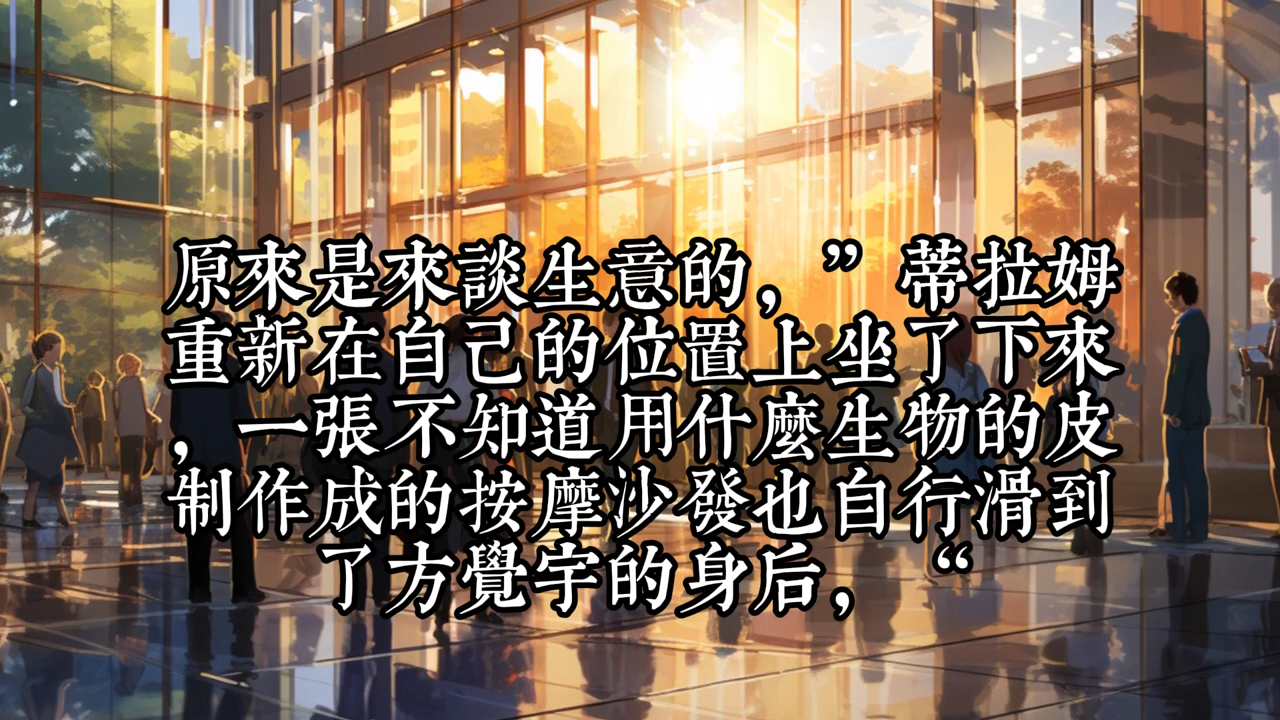 原來是來談生意的，”蒂拉姆
重新在自己的位置上坐了下來
，一張不知道用什麼生物的皮
制作成的按摩沙發也自行滑到
了方覺宇的身后，“